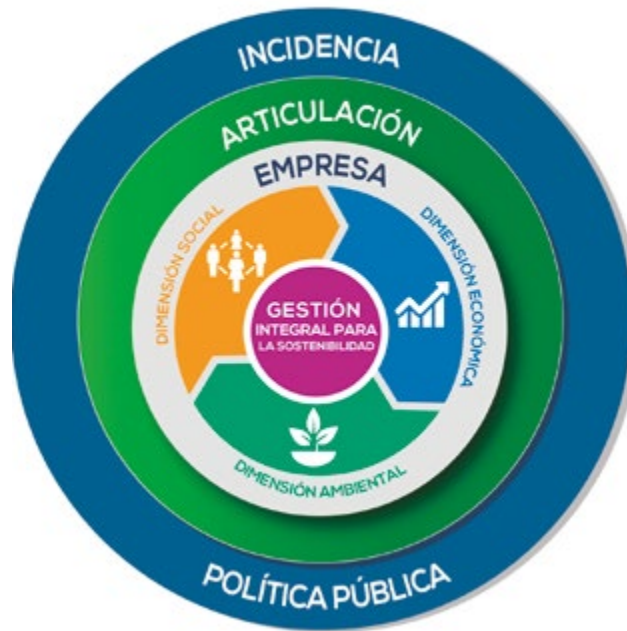 INCIDENCIA
ARTICULACIÓN
EMPRESA
DIMENSIÓN SOCIAL
DIMENSIÓN ECONÓMICA
GESTIÓN
INTEGRAL PARA
LA SOSTENIBILIDAD
DIMENSIÓN AMBIENTAL
POLÍTICA PÚBLICA